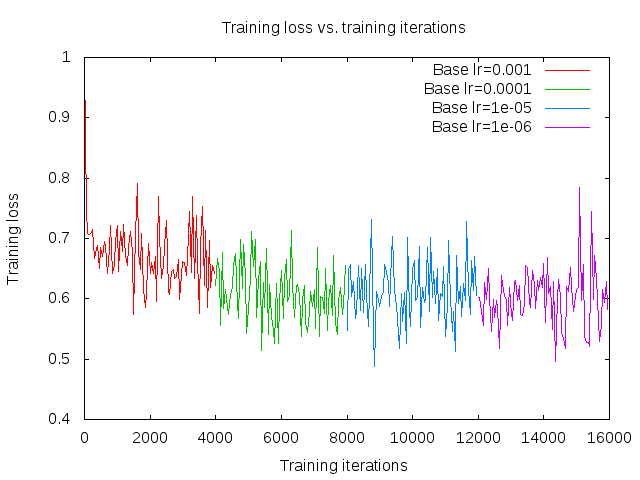 Training loss vs. training iterations
Base lr=0.001
Base lr=0.0001
Base lr=1e-05
Base lr=1e-06
1
0.9
0.8
0.7
0.6
0.5
0.4
Training loss
0 2000 4000 6000 8000 10000 12000 14000 16000
Training iterations